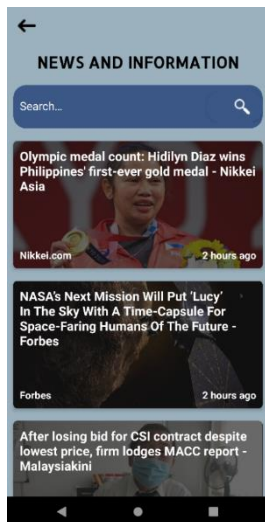 NEWS AND INFORMATION
Search...
Olympic medal count: Hidilyn Diaz wins
Philippines' first-ever gold medal - Nikkei
Asia
Nikkei.com 2 hours ago
NASA's Next Mission Will Put 'Lucy'
In The Sky With A Time-Capsule For
Space-Faring Humans Of The Future -
Forbes
Forbes 2 hours ago
After losing bid for CSI contract despite
lowest price, firm lodges MACC report -
Malaysiakini